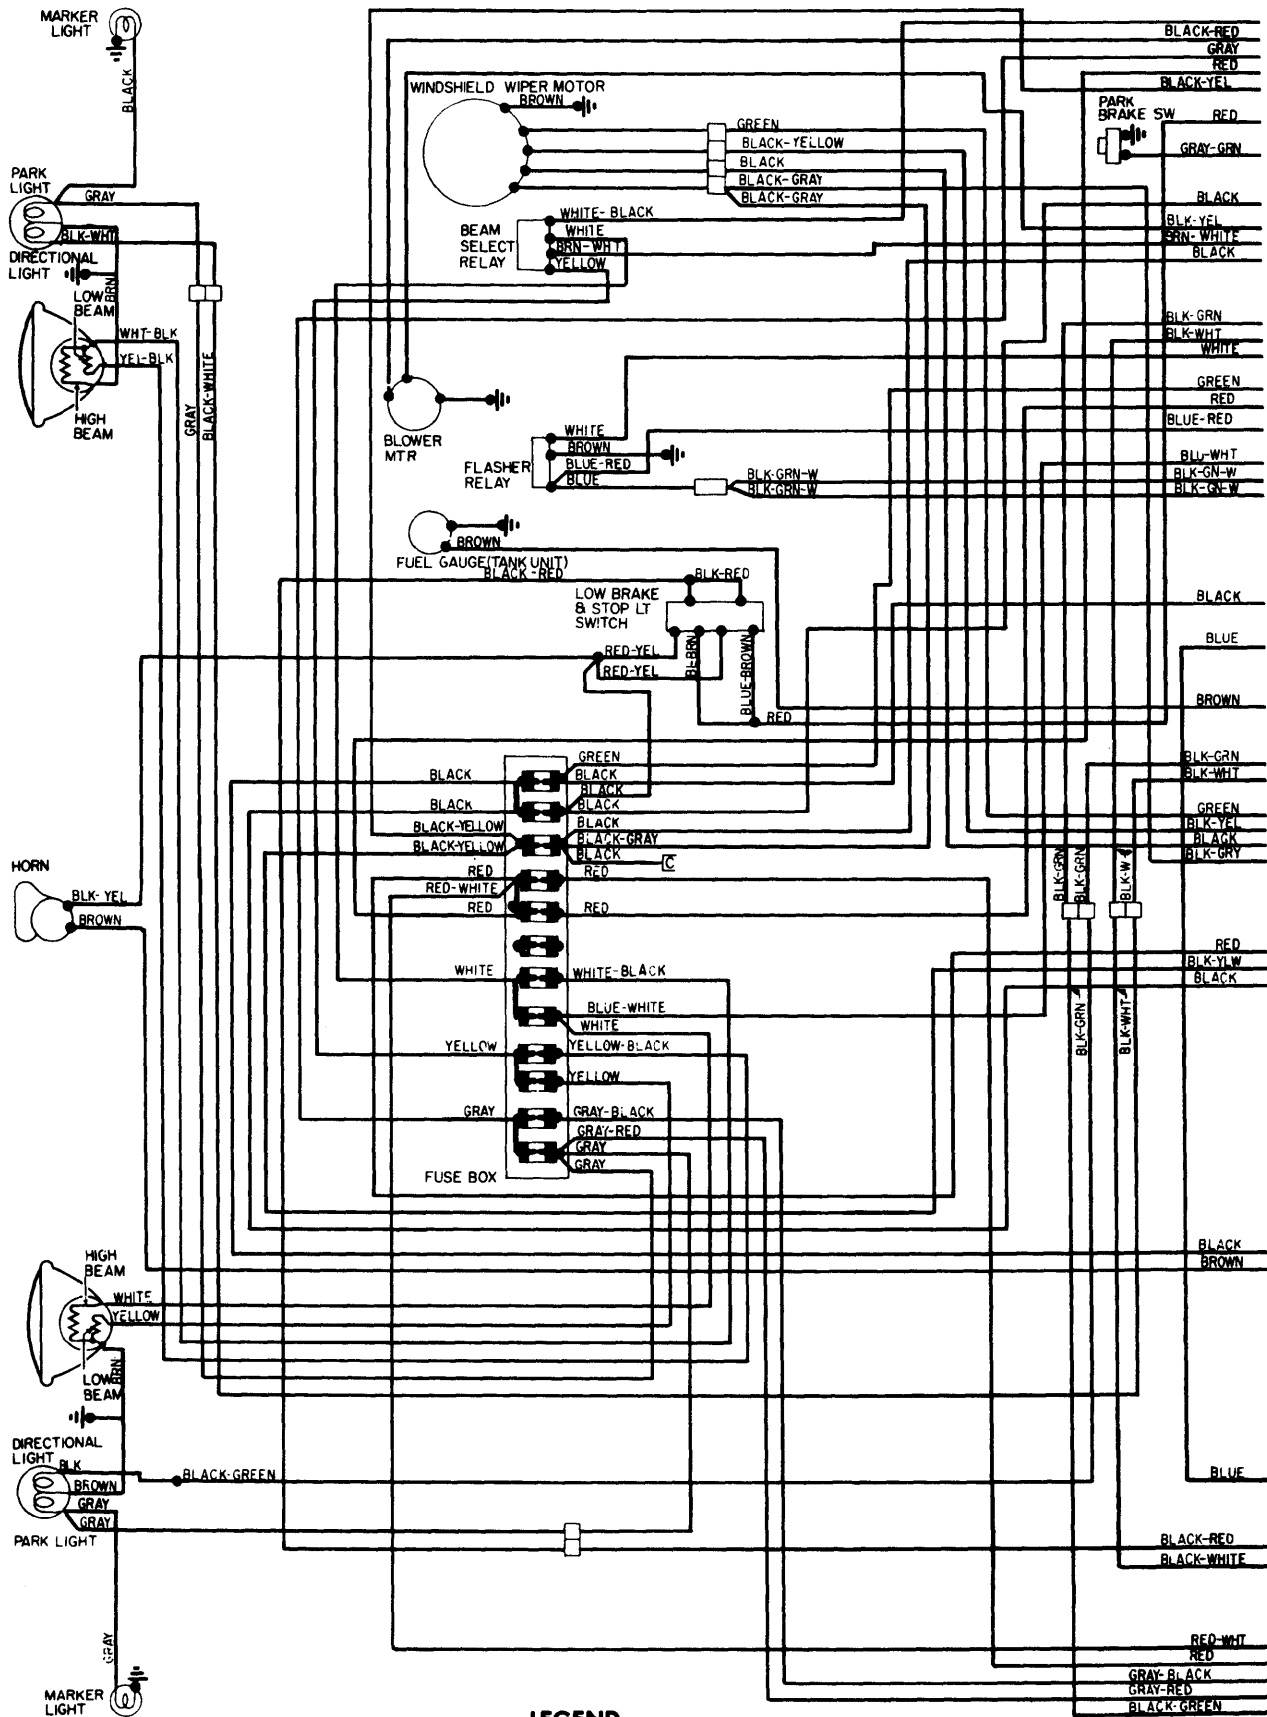 MARKER
LIGHT
BLACK
BLACK-RED
GRAY
RED
BLACK-YEL
WINDSHIELD WIPER MOTOR
BROWN
PARK
BRAKE SW
RED
GREEN
BLACK-YELLOW
GRAY-GRN
BLACK
BLACK-GRAY
BLACK-GRAY
PARK
LIGHT
GRAY
BLACK
WHITE-BLACK
BEAM
SELECT
RELAY
WHITE
BRN-WHT
YELLOW
BLK-YEL
BRN-WHITE
BLACK
BLK-WHT
DIRECTIONAL
LIGHT
BRN
LOW
BEAM
WHT-BLK
YEL-BLK
HIGH
BEAM
GRAY
BLACK-WHITE
BLK-GRN
BLK-WHT
WHITE
GREEN
RED
BLUE-RED
BLOWER
MTR
WHITE
BROWN
BLUE-RED
BLUE
FLASHER
RELAY
BLK-GRN-W
BLK-GRN-W
BLU-WHT
BLK-GN-W
BLK-GN-W
BROWN
FUEL GAUGE(TANK UNIT)
BLACK-RED
BLK-RED
LOW BRAKE
& STOP LT
SWITCH
BLACK
RED-YEL
RED-YEL
BL-BRN
BLUE-BROWN
RED
BLUE
BROWN
GREEN
BLACK
BLACK
BLACK
BLACK
BLACK
BLK-GRN
BLK-WHT
BLACK-YELLOW
BLACK-YELLOW
BLACK
BLACK-GRAY
BLACK
C
GREEN
BLK-YEL
BLACK
BLK-GRY
HORN
BLK-YEL
BROWN
RED
RED-WHITE
RED
RED
RED
BLK-GRN
BLK-GRN
BLK-W
WHITE
WHITE-BLACK
BLUE-WHITE
WHITE
RED
BLK-YLW
BLACK
BLK-GRN
BLK-WHT
YELLOW
YELLOW-BLACK
YELLOW
GRAY
GRAY-BLACK
GRAY-RED
GRAY
GRAY
FUSE BOX
BLACK
BROWN
HIGH
BEAM
WHITE
YELLOW
LOW
BEAM
BRN
DIRECTIONAL
LIGHT
BLK
BLACK-GREEN
BROWN
GRAY
GRAY
PARK LIGHT
BLUE
BLACK-RED
BLACK-WHITE
GRAY
RED-WHT
RED
GRAY-BLACK
GRAY-RED
BLACK-GREEN
MARKER
LIGHT
LEGEND